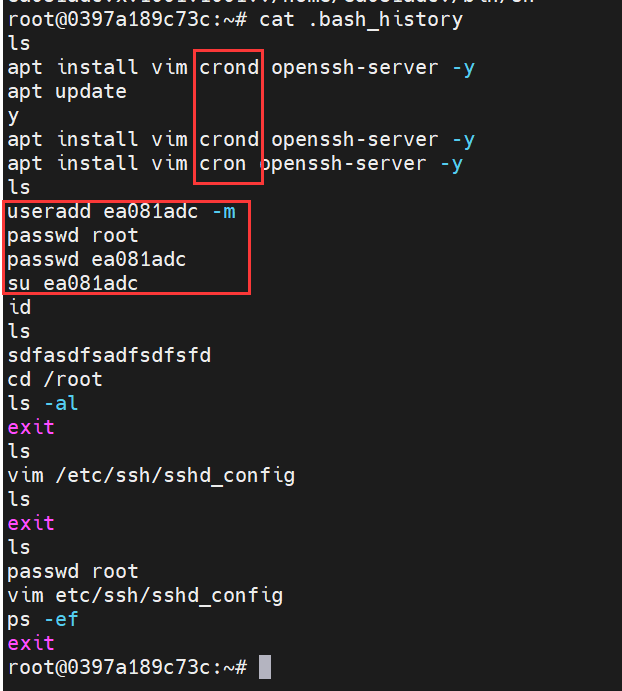 root@0397a189c73c:~# cat .bash_history
ls
apt install vim crond openssh-server -y
apt update
y
apt install vim crond openssh-server -y
apt install vim cron openssh-server -y
ls
useradd ea081adc -m
passwd root
passwd ea081adc
su ea081adc
id
ls
sdfasdfsadfsdfsfd
cd /root
ls -al
exit
ls
vim /etc/ssh/sshd_config
ls
exit
ls
passwd root
vim etc/ssh/sshd_config
ps -ef
exit
root@0397a189c73c:~#